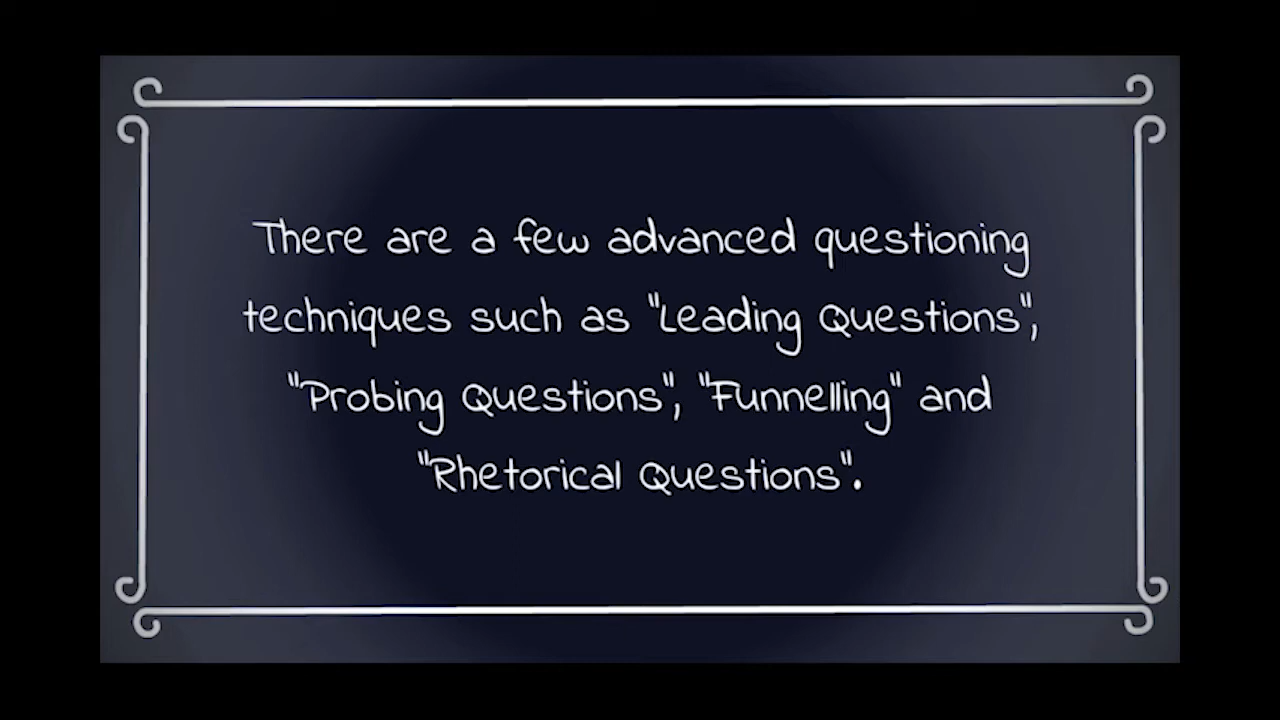 There are a few advanced questioning
techniques such as "Leading Questions",
"Probing Questions", "Funnelling" and
"Rhetorical Questions".